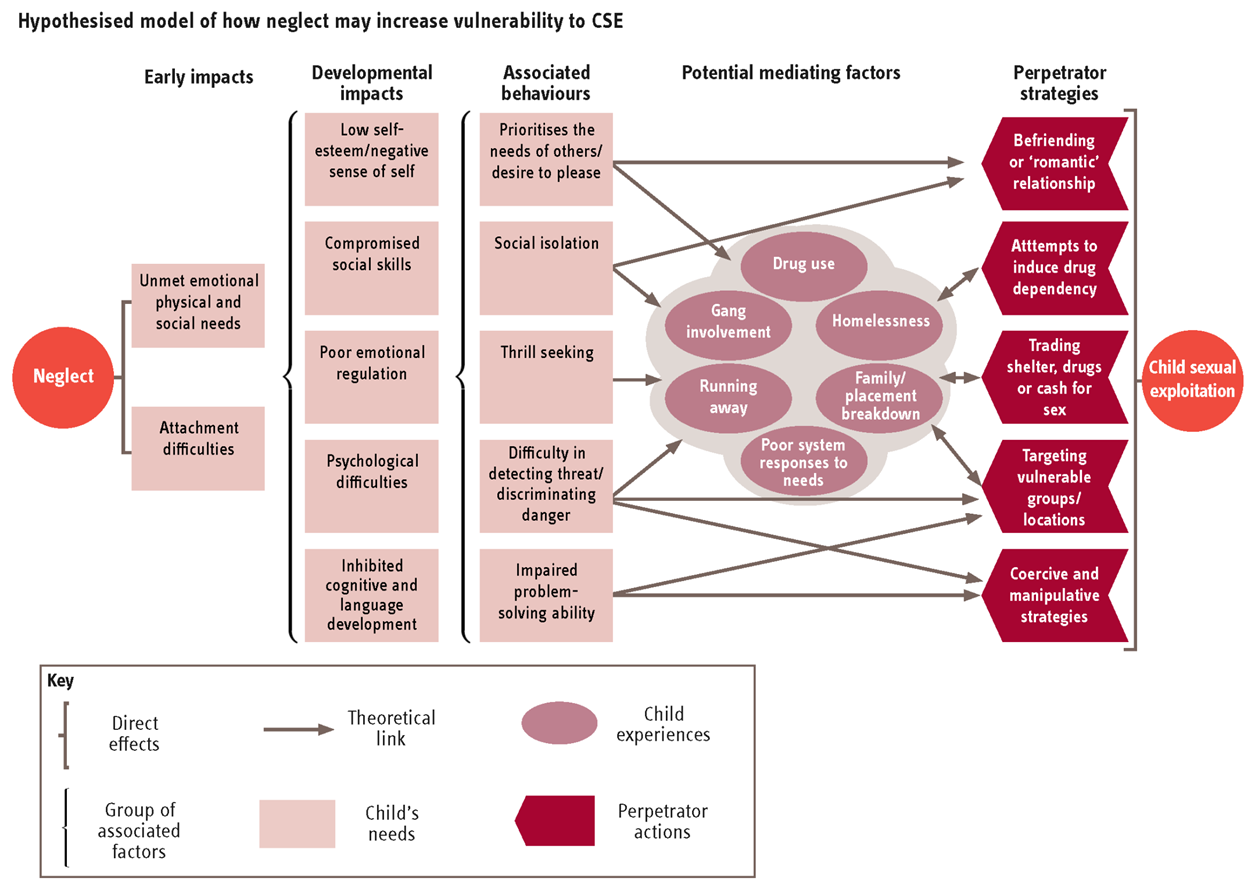 Hypothesised model of how neglect may increase vulnerability to CSE
Early impacts
Developmental
impacts
Associated
behaviours
Potential mediating factors
Perpetrator
strategies
Neglect
Unmet emotional
physical and
social needs
Attachment
difficulties
Low self-
esteem/negative
sense of self
Compromised
social skills
Poor emotional
regulation
Psychological
difficulties
Inhibited
cognitive and
language
development
Prioritises the
needs of others/
desire to please
Social isolation
Thrill seeking
Difficulty in
detecting threat/
discriminating
danger
Impaired
problem-
solving ability
Drug use
Gang
involvement
Homelessness
Running
away
Family/
placement
breakdown
Poor system
responses to
needs
Befriending
or ‘romantic’
relationship
Atttempts to
induce drug
dependency
Trading
shelter, drugs
or cash for
sex
Targeting
vulnerable
groups/
locations
Coercive and
manipulative
strategies
Child sexual
exploitation
Key
Direct
effects
Theoretical
link
Child
experiences
Group of
associated
factors
Child’s
needs
Perpetrator
actions